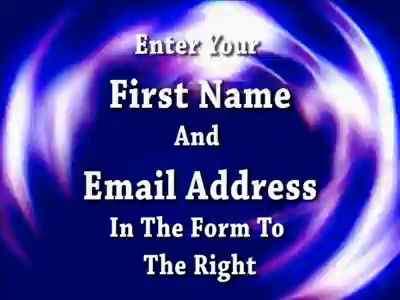 Enter Your
First Name
And
Email Address
In The Form To
The Right